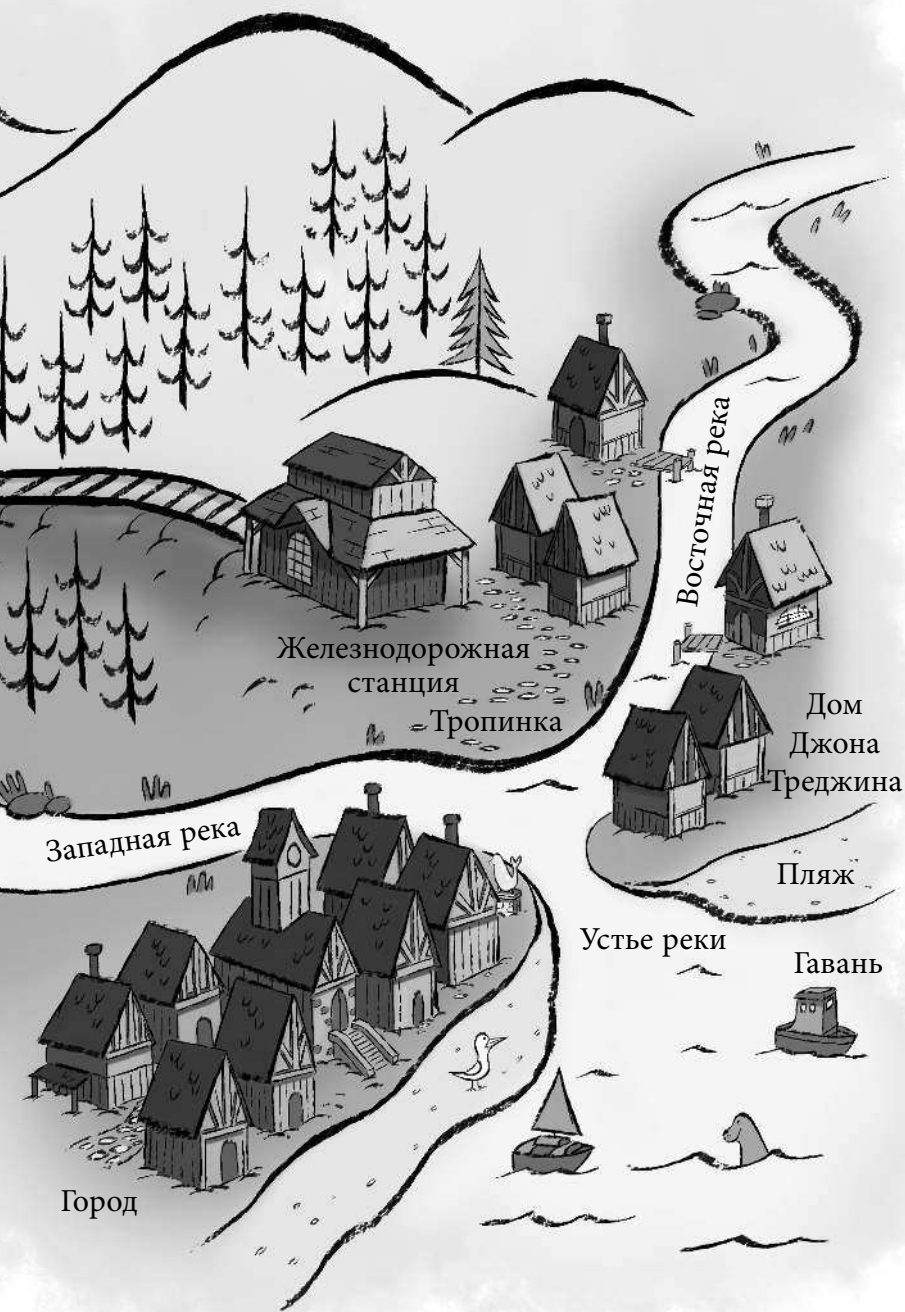 Восточная река
Железнодорожная
станция
Тропинка
Дом
Джона
Треджина
Западная река
Пляж
Устье реки
Гавань
Город